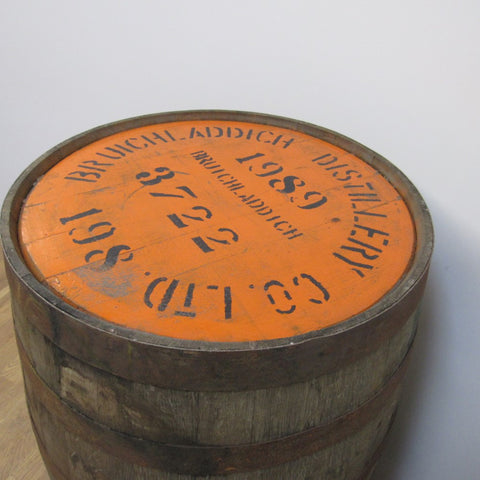 BRUICHLADDICH DISTILLERY CO. LTD.
1989
BRUICHLADDICH
3722
198